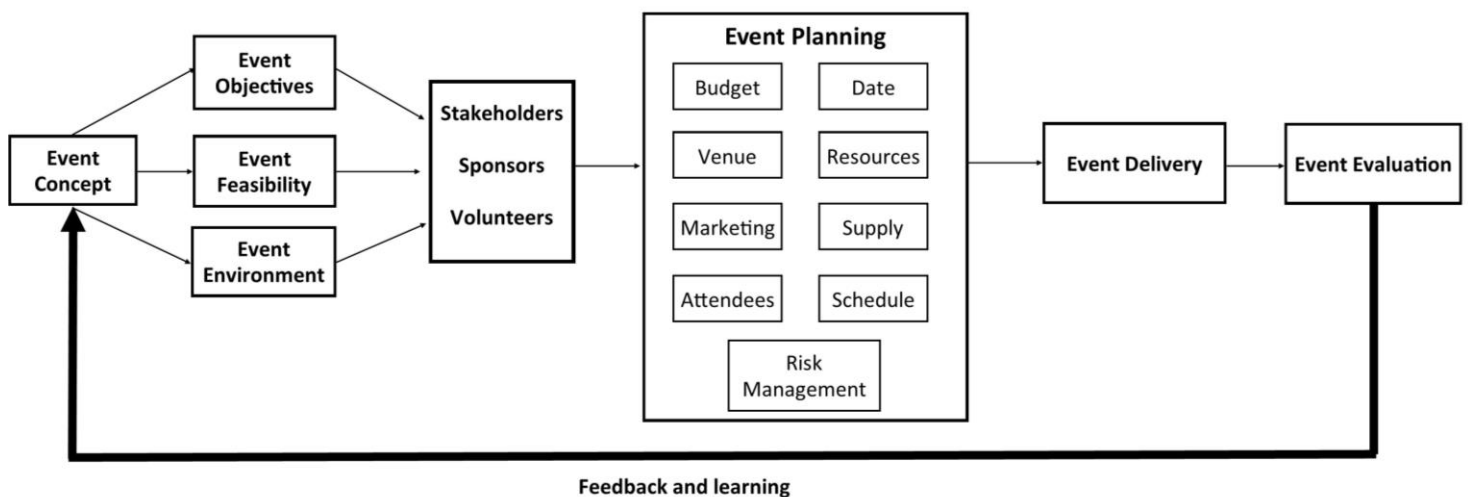 Event
Concept
Event
Objectives
Event
Feasibility
Event
Environment
Stakeholders
Sponsors
Volunteers
Event Planning
Budget
Date
Venue
Resources
Marketing
Supply
Attendees
Schedule
Risk
Management
Event Delivery
Event Evaluation
Feedback and learning